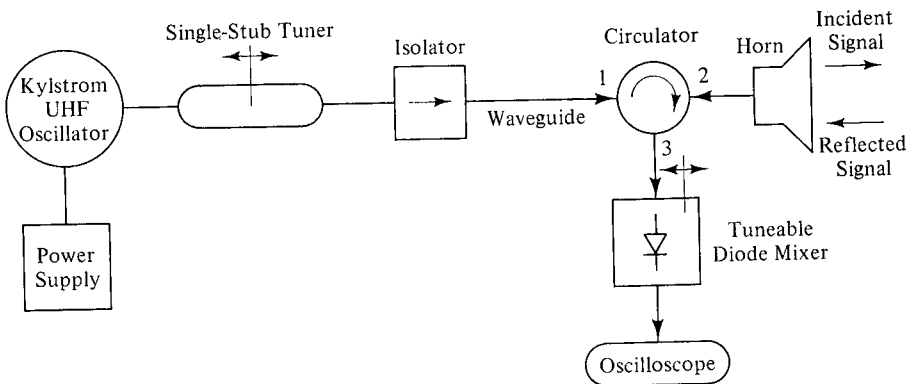 Single-Stub Tuner
Kylstrom
UHF
Oscillator
Power
Supply
Isolator
Waveguide
Circulator
1
2
3
Horn
Incident
Signal
Reflected
Signal
Tuneable
Diode Mixer
Oscilloscope